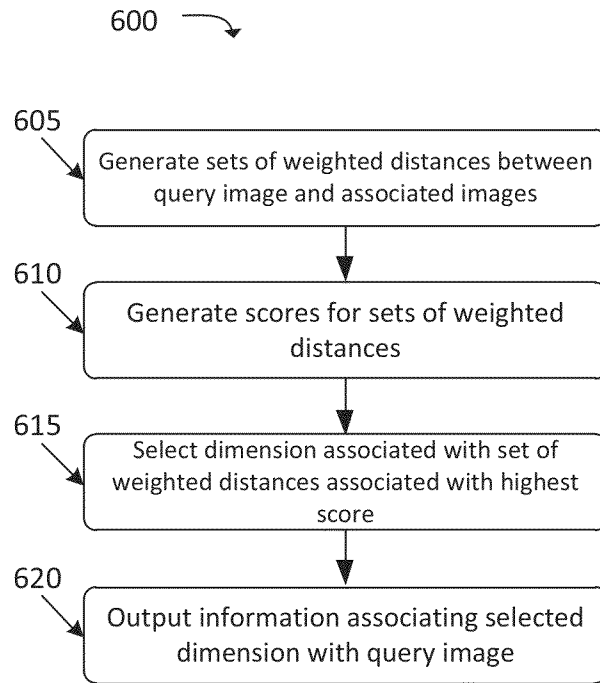 600
605
Generate sets of weighted distances between
query image and associated images
610
Generate scores for sets of weighted
distances
615
Select dimension associated with set of
weighted distances associated with highest
score
620
Output information associating selected
dimension with query image